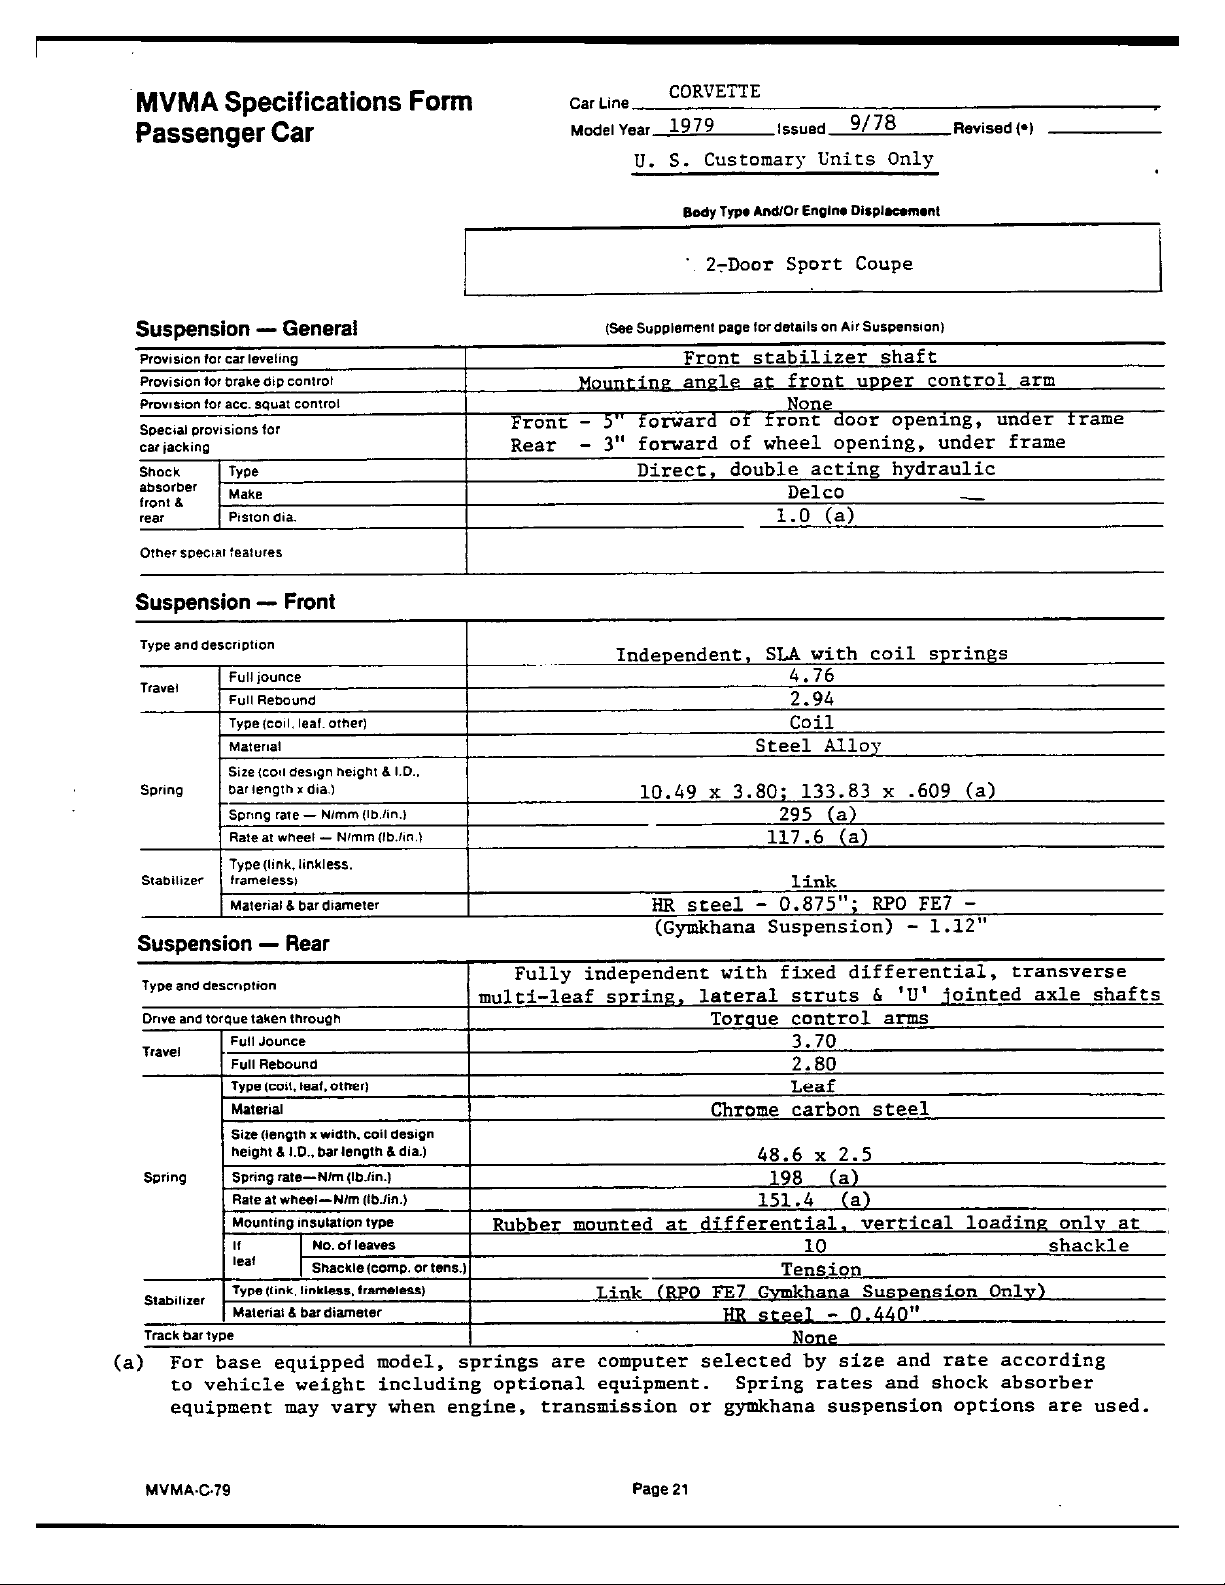 MVMA Specifications Form
Passenger Car
Car Line CORVETTE
Model Year 1979 Issued 9/78 Revised (•)
U. S. Customary Units Only
Body Type And/Or Engine Displacement
2-Door Sport Coupe
Suspension — General (See Supplement page for details on Air Suspension)
Provision for car leveling Front stabilizer shaft
Provision for brake dip control Mounting angle at front upper control arm
Provision for acc. squat control None
Special provisions for car jacking Front - 5" forward of front door opening, under frame
Rear - 3" forward of wheel opening, under frame
Shock absorber front & rear Type Direct, double acting hydraulic
Make Delco
Piston dia. 1.0 (a)
Other special features
Suspension — Front
Type and description Independent, SLA with coil springs
Travel Full jounce 4.76
Full Rebound 2.94
Spring Type (coil, leaf, other) Coil
Material Steel Alloy
Size (coil design height & I.D.,
bar length x dia.) 10.49 x 3.80; 133.83 x .609 (a)
Spring rate — N/mm (lb./in.) 295 (a)
Rate at wheel — N/mm (lb./in.) 117.6 (a)
Stabilizer Type (link, linkless,
frameless) link
Material & bar diameter HR steel - 0.875"; RPO FE7 -
(Gymkhana Suspension) - 1.12"
Suspension — Rear
Type and description Fully independent with fixed differential, transverse
multi-leaf spring, lateral struts & 'U' jointed axle shafts
Drive and torque taken through Torque control arms
Travel Full Jounce 3.70
Full Rebound 2.80
Spring Type (coil, leaf, other) Leaf
Material Chrome carbon steel
Size (length x width, coil design
height & I.D., bar length & dia.) 48.6 x 2.5
Spring rate—N/m (lb./in.) 198 (a)
Rate at wheel—N/m (lb./in.) 151.4 (a)
Mounting insulation type Rubber mounted at differential, vertical loading only at
shackle
If leaf No. of leaves 10
Shackle (comp. or tens.) Tension
Stabilizer Type (link, linkless, frameless) Link (RPO FE7 Gymkhana Suspension Only)
Material & bar diameter HR steel - 0.440"
Track bar type None
(a) For base equipped model, springs are computer selected by size and rate according
to vehicle weight including optional equipment. Spring rates and shock absorber
equipment may vary when engine, transmission or gymkhana suspension options are used.
MVMA-C-79 Page 21